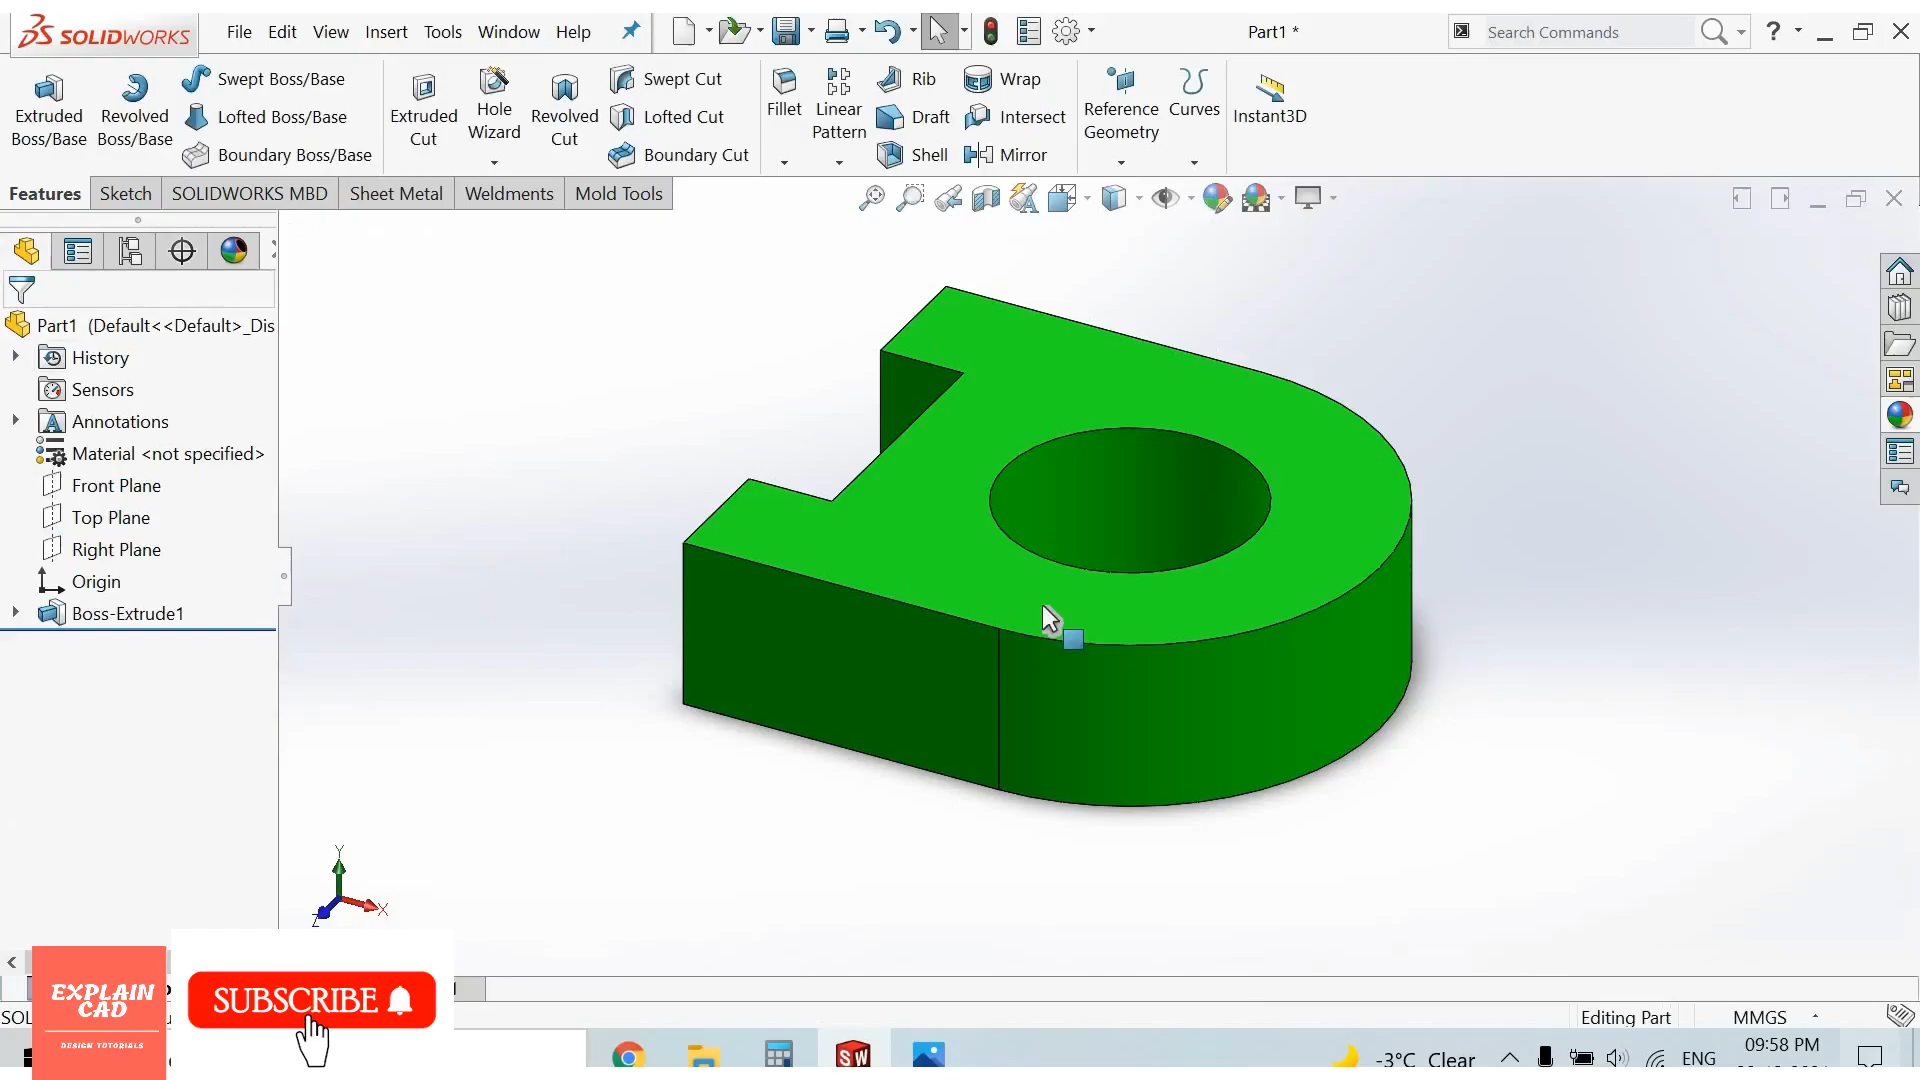 SOLIDWORKS
File Edit View Insert Tools Window Help
Part1 *
Search Commands
?
Extruded Boss/Base
Revolved Boss/Base
Swept Boss/Base
Lofted Boss/Base
Boundary Boss/Base
Extruded Cut
Hole Wizard
Revolved Cut
Swept Cut
Lofted Cut
Boundary Cut
Fillet
Linear Pattern
Rib
Draft
Shell
Wrap
Intersect
Mirror
Reference Geometry
Curves
Instant3D
Features Sketch SOLIDWORKS MBD Sheet Metal Weldments Mold Tools
Part1 (Default<<Default>_Dis
History
Sensors
Annotations
Material <not specified>
Front Plane
Top Plane
Right Plane
Origin
Boss-Extrude1
Y
X
Z
EXPLAIN
CAD
DESIGN TUTORIALS
SUBSCRIBE
SOL
Editing Part MMGS
SW
-3°C Clear
ENG
09:58 PM